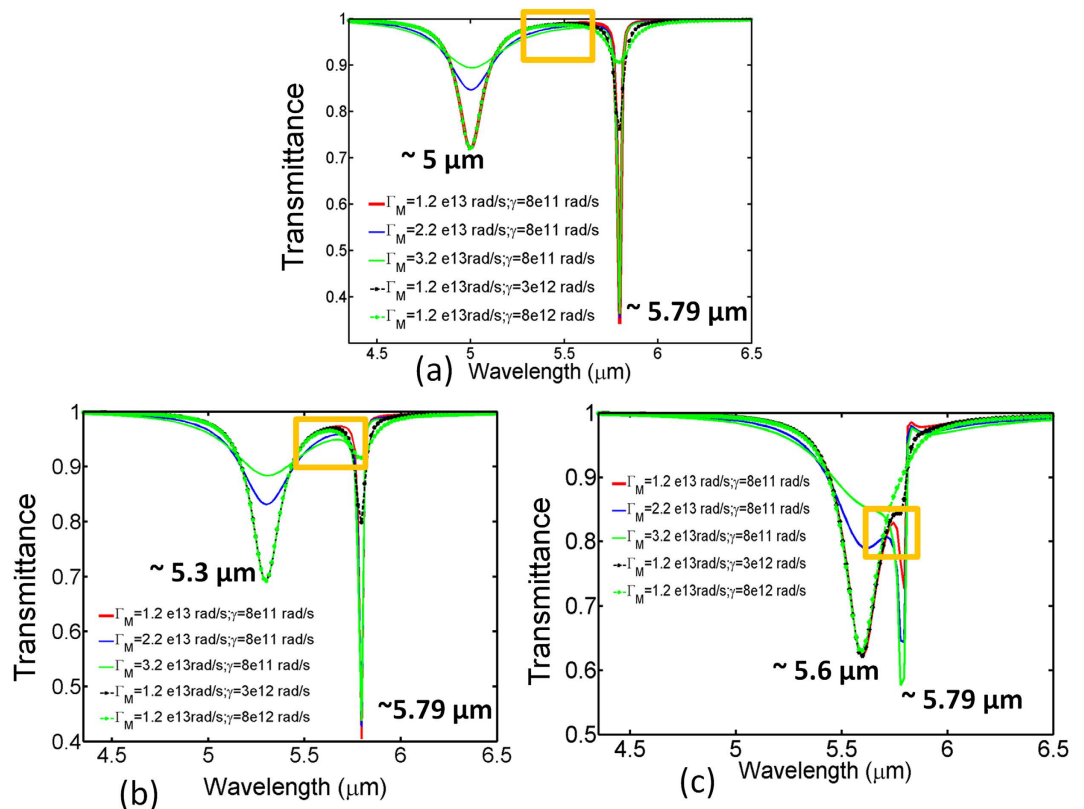 1
0.9
0.8
0.7
0.6
0.5
0.4
Transmittance
~ 5 μm
Γ_M=1.2 e13 rad/s;γ=8e11 rad/s
Γ_M=2.2 e13 rad/s;γ=8e11 rad/s
Γ_M=3.2 e13rad/s;γ=8e11 rad/s
Γ_M=1.2 e13rad/s;γ=3e12 rad/s
Γ_M=1.2 e13rad/s;γ=8e12 rad/s
~ 5.79 μm
4.5 5 5.5 6 6.5
(a) Wavelength (μm)
1
0.9
0.8
0.7
0.6
0.5
0.4
Transmittance
~ 5.3 μm
Γ_M=1.2 e13 rad/s;γ=8e11 rad/s
Γ_M=2.2 e13 rad/s;γ=8e11 rad/s
Γ_M=3.2 e13rad/s;γ=8e11 rad/s
Γ_M=1.2 e13rad/s;γ=3e12 rad/s
Γ_M=1.2 e13rad/s;γ=8e12 rad/s
~5.79 μm
4.5 5 5.5 6 6.5
(b) Wavelength (μm)
1
0.9
0.8
0.7
0.6
0.5
Transmittance
Γ_M=1.2 e13 rad/s;γ=8e11 rad/s
Γ_M=2.2 e13 rad/s;γ=8e11 rad/s
Γ_M=3.2 e13rad/s;γ=8e11 rad/s
Γ_M=1.2 e13rad/s;γ=3e12 rad/s
Γ_M=1.2 e13rad/s;γ=8e12 rad/s
~ 5.6 μm
~ 5.79 μm
4.5 5 5.5 6 6.5
Wavelength (μm)
(c)